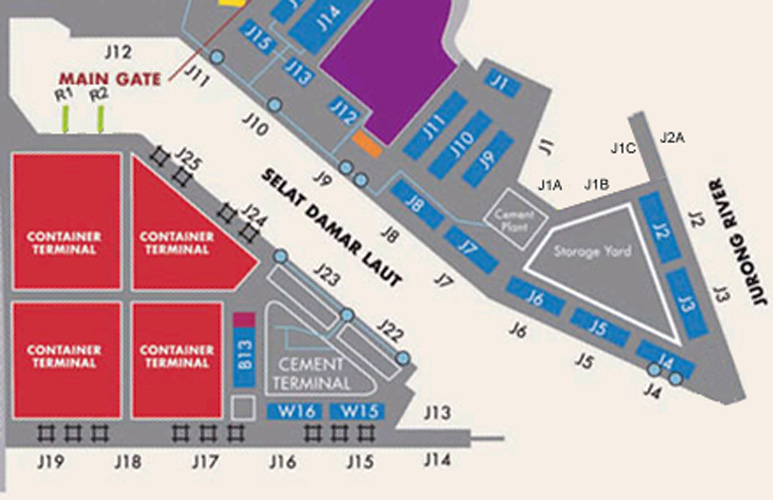 J14
J15
J13
J12
MAIN GATE
J11
R1
R2
J12
J1
J11
J10
J9
J10
J1
J1C
J2A
J25
J9
SELAT DAMAR LAUT
J1A
J1B
J8
Cement
Plant
J24
J2
J2
JURONG RIVER
CONTAINER
TERMINAL
CONTAINER
TERMINAL
J8
J7
Storage Yard
J23
J7
J6
J3
J3
J22
J6
J5
J5
J4
J4
CONTAINER
TERMINAL
CONTAINER
TERMINAL
B13
CEMENT
TERMINAL
W16
W15
J13
J19
J18
J17
J16
J15
J14